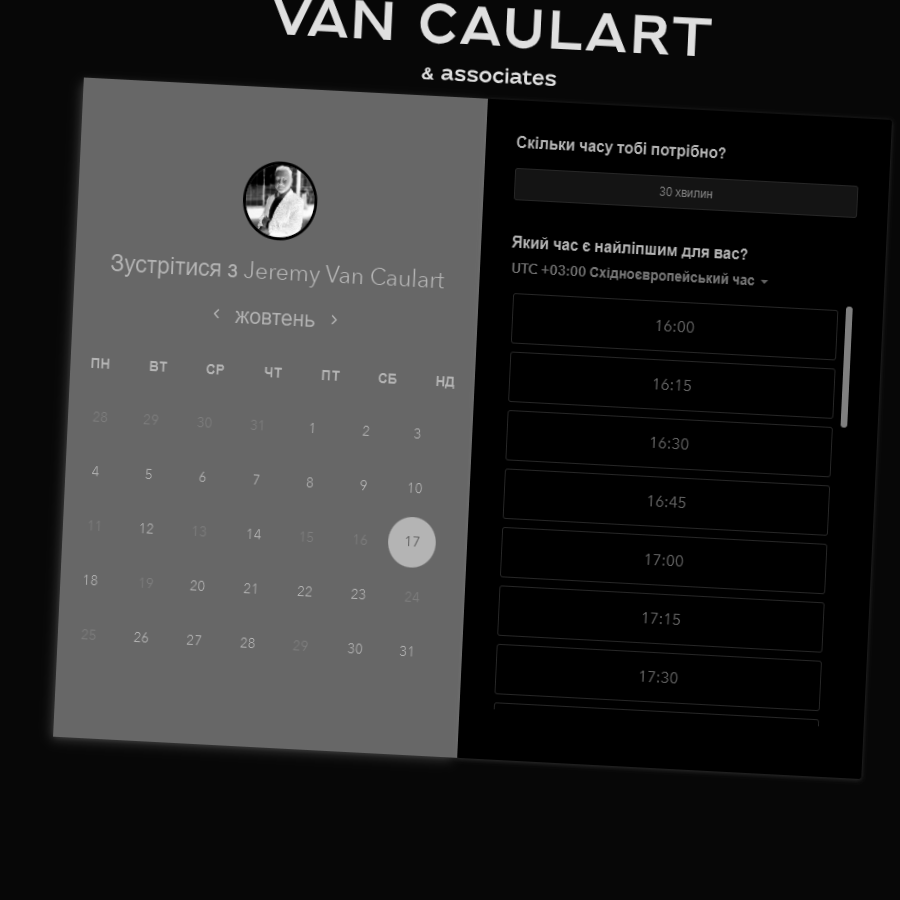 VAN CAULART
& associates
Зустрітися з Jeremy Van Caulart
жовтень
ПН ВТ СР ЧТ ПТ СБ НД
28 29 30 31 1 2 3
4 5 6 7 8 9 10
11 12 13 14 15 16 17
18 19 20 21 22 23 24
25 26 27 28 29 30 31
Скільки часу тобі потрібно?
30 хвилин
Який час є найліпшим для вас?
UTC +03:00 Східноєвропейський час
16:00
16:15
16:30
16:45
17:00
17:15
17:30